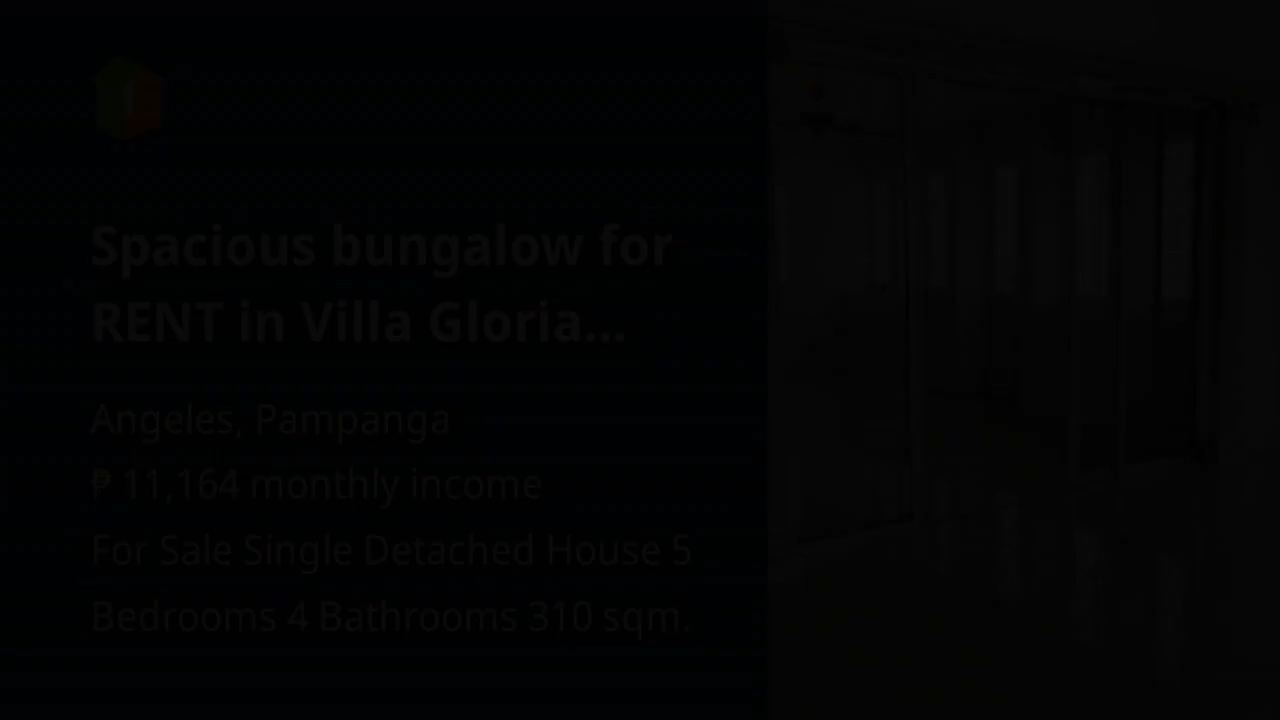 Spacious bungalow for
RENT in Villa Gloria...
Angeles, Pampanga
₱ 11,164 monthly income
For Sale Single Detached House 5
Bedrooms 4 Bathrooms 310 sqm.